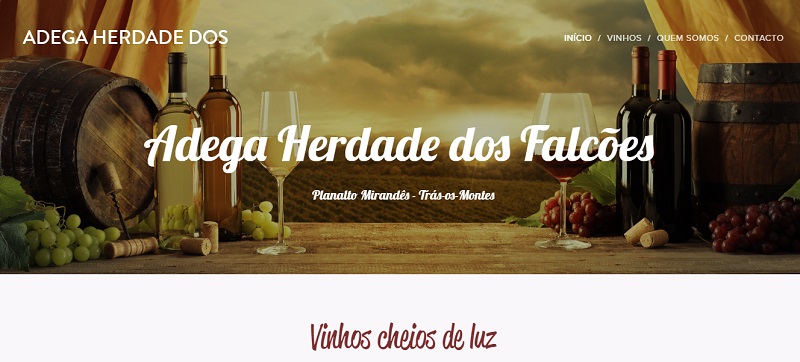 ADEGA HERDADE DOS
INÍCIO / VINHOS / QUEM SOMOS / CONTACTO
Adega Herdade dos Falcões
Planalto Mirandês - Trás-os-Montes
Vinhos cheios de luz